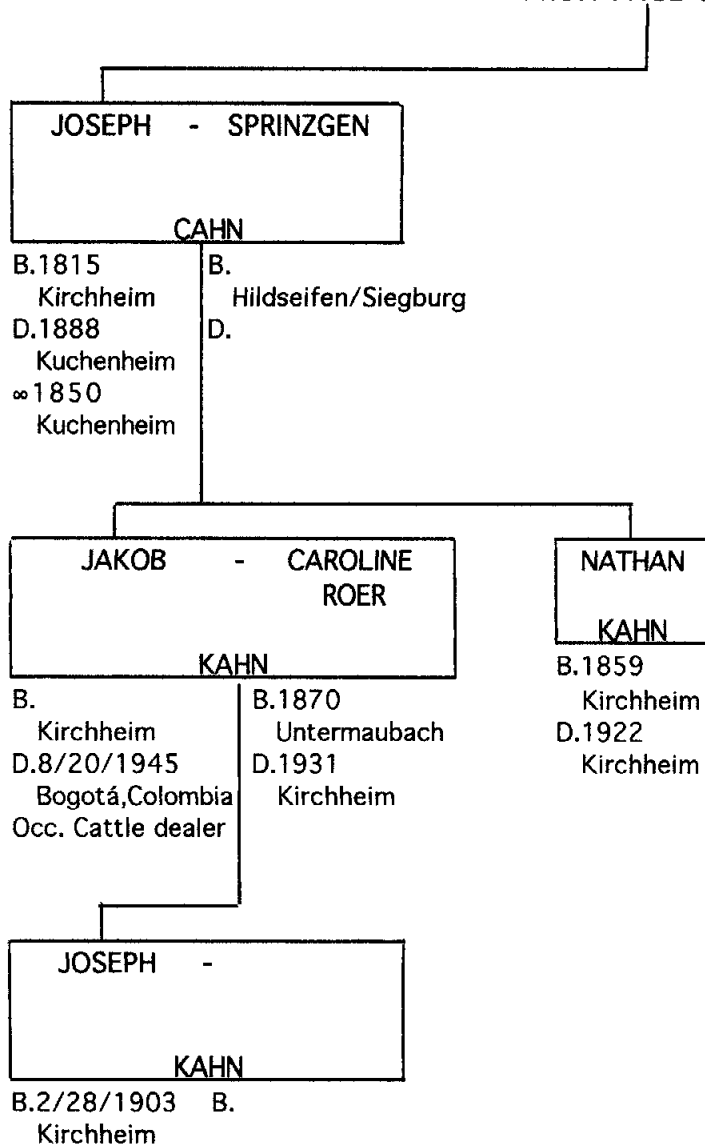 JOSEPH - SPRINZGEN
CAHN
B.1815 B.
Kirchheim Hildseifen/Siegburg
D.1888 D.
Kuchenheim
∞1850
Kuchenheim
JAKOB - CAROLINE
ROER
KAHN
B. B.1870
Kirchheim Untermaubach
D.8/20/1945 D.1931
Bogotá,Colombia Kirchheim
Occ. Cattle dealer
NATHAN
KAHN
B.1859
Kirchheim
D.1922
Kirchheim
JOSEPH -
KAHN
B.2/28/1903 B.
Kirchheim